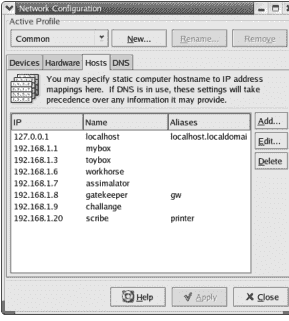 Network Configuration
Active Profile
Common New... Rename... Remove
Devices Hardware Hosts DNS
You may specify static computer hostname to IP address
mappings here. If DNS is in use, these settings will take
precedence over any information it may provide.
IP Name Aliases
127.0.0.1 localhost localhost.localdomai
192.168.1.1 mybox
192.168.1.3 toybox
192.168.1.6 workhorse
192.168.1.7 assimalator
192.168.1.8 gatekeeper gw
192.168.1.9 challange
192.168.1.20 scribe printer
Add...
Edit...
Delete
Help Apply Close